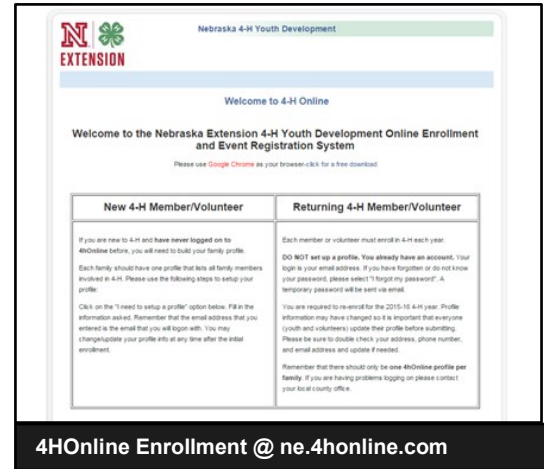 Nebraska 4-H Youth Development
N
EXTENSION
Welcome to 4-H Online
Welcome to the Nebraska Extension 4-H Youth Development Online Enrollment
and Event Registration System
Please use Google Chrome as your browser-click for a free download.
New 4-H Member/Volunteer
If you are new to 4-H and have never logged on to
4hOnline before, you will need to build your family profile.
Each family should have one profile that lists all family members
involved in 4-H. Please use the following steps to setup your
profile:
Click on the "I need to setup a profile" option below. Fill in the
information asked. Remember that the email address that you
entered is the email that you will logon with. You may
change/update your profile info at any time after the initial
enrollment.
Returning 4-H Member/Volunteer
Each member or volunteer must enroll in 4-H each year.
DO NOT set up a profile. You already have an account. Your
login is your email address. If you have forgotten or do not know
your password, please select "I forgot my password". A
temporary password will be sent via email.
You are required to re-enroll for the 2015-16 4-H year. Profile
information may have changed so it is important that everyone
(youth and volunteers) update their profile before submitting.
Please be sure to double check your address, phone number,
and email address and update if needed.
Remember that there should only be one 4hOnline profile per
family. If you are having problems logging on please contact
your local county office.
4HOnline Enrollment @ ne.4honline.com